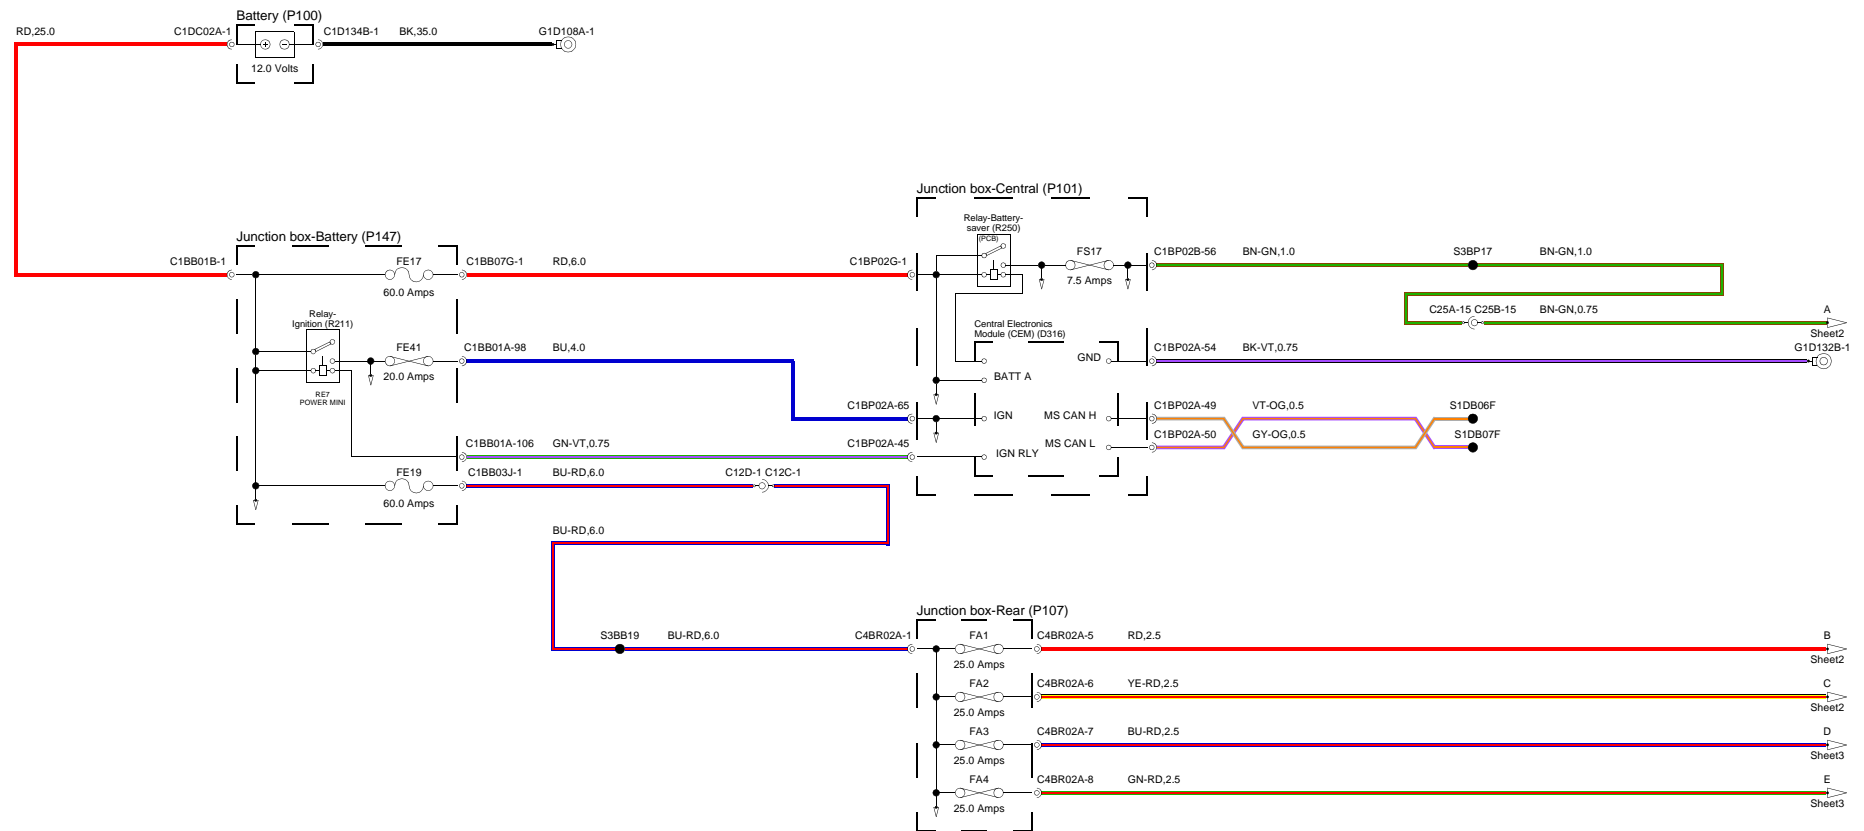 Battery (P100)
RD,25.0
C1DC02A-1
C1D134B-1
BK,35.0
G1D108A-1
12.0 Volts
Junction box-Battery (P147)
C1BB01B-1
FE17
60.0 Amps
C1BB07G-1
RD,6.0
C1BP02G-1
Relay-
Ignition (R211)
RE7
POWER MINI
FE41
20.0 Amps
C1BB01A-98
BU,4.0
C1BP02A-65
C1BB01A-106
GN-VT,0.75
C1BP02A-45
FE19
60.0 Amps
C1BB03J-1
BU-RD,6.0
C12D-1 C12C-1
BU-RD,6.0
S3BB19
BU-RD,6.0
C4BR02A-1
Junction box-Central (P101)
Relay-Battery-
saver (R250)
(PCB)
FS17
7.5 Amps
C1BP02B-56
BN-GN,1.0
S3BP17
BN-GN,1.0
C25A-15 C25B-15
BN-GN,0.75
A
Sheet2
Central Electronics
Module (CEM) (D316)
GND
BATT A
IGN
MS CAN H
MS CAN L
IGN RLY
C1BP02A-54
BK-VT,0.75
G1D132B-1
C1BP02A-49
VT-OG,0.5
S1DB06F
C1BP02A-50
GY-OG,0.5
S1DB07F
Junction box-Rear (P107)
FA1
25.0 Amps
C4BR02A-5
RD,2.5
B
Sheet2
FA2
25.0 Amps
C4BR02A-6
YE-RD,2.5
C
Sheet2
FA3
25.0 Amps
C4BR02A-7
BU-RD,2.5
D
Sheet3
FA4
25.0 Amps
C4BR02A-8
GN-RD,2.5
E
Sheet3